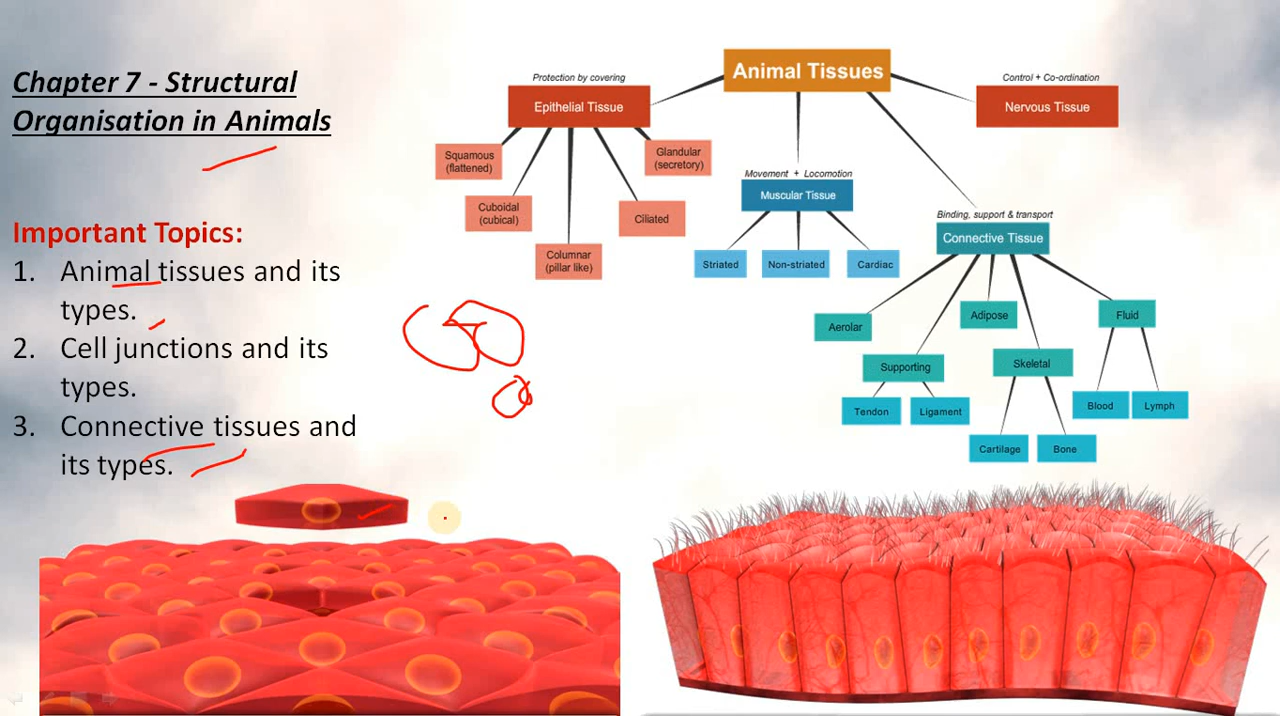 Chapter 7 - Structural
Organisation in Animals
Important Topics:
1. Animal tissues and its
types.
2. Cell junctions and its
types.
3. Connective tissues and
its types.
Animal Tissues
Protection by covering
Epithelial Tissue
Squamous
(flattened)
Cuboidal
(cubical)
Columnar
(pillar like)
Ciliated
Glandular
(secretory)
Movement + Locomotion
Muscular Tissue
Striated
Non-striated
Cardiac
Control + Co-ordination
Nervous Tissue
Binding, support & transport
Connective Tissue
Aerolar
Supporting
Tendon
Ligament
Adipose
Skeletal
Cartilage
Bone
Fluid
Blood
Lymph